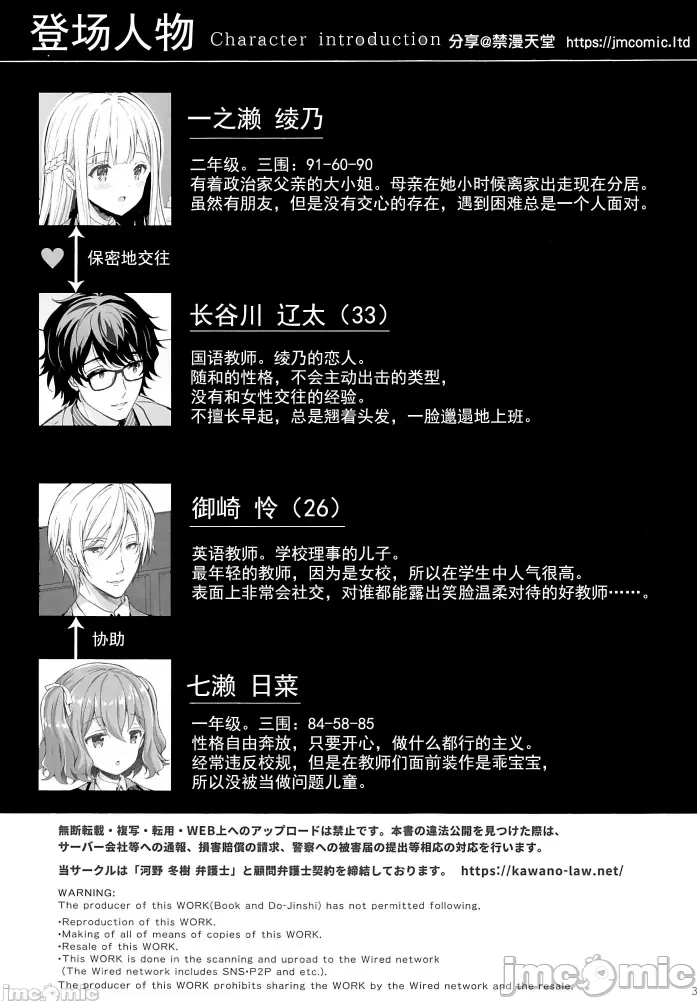 登场人物 Character introduction 分享@禁漫天堂 https://jmcomic.ltd
一之濑 绫乃
二年级。三围：91-60-90
有着政治家父亲的大小姐。母亲在她小时候离家出走现在分居。
虽然有朋友，但是没有交心的存在，遇到困难总是一个人面对。
保密地交往
长谷川 辽太（33）
国语教师。绫乃的恋人。
随和的性格，不会主动出击的类型，
没有和女性交往的经验。
不擅长早起，总是翘着头发，一脸邋遢地上班。
御崎 怜（26）
英语教师。学校理事的儿子。
最年轻的教师，因为是女校，所以在学生中人气很高。
表面上非常会社交，对谁都能露出笑脸温柔对待的好教师……。
协助
七濑 日菜
一年级。三围：84-58-85
性格自由奔放，只要开心，做什么都行的主义。
经常违反校规，但是在教师们面前装作是乖宝宝，
所以没被当做问题儿童。
無断転載・複写・転用・WEB上へのアップロードは禁止です。本書の違法公開を見つけた際は、
サーバー会社等への通報、損害賠償の請求、警察への被害届の提出等相応の対応を行います。
当サークルは「河野 冬樹 弁護士」と顧問弁護士契約を締結しております。 https://kawano-law.net/
WARNING:
The producer of this WORK(Book and Do-Jinshi) has not permitted following.
•Reproduction of this WORK.
•Making of all of means of copies of this WORK.
•Resale of this WORK.
•This WORK is done in the scanning and uproad to the Wired network
(The Wired network includes SNS•P2P and etc.).
The producer of this WORK prohibits sharing the WORK by the Wired network and the resale.
3
jmcomic
jmcomic